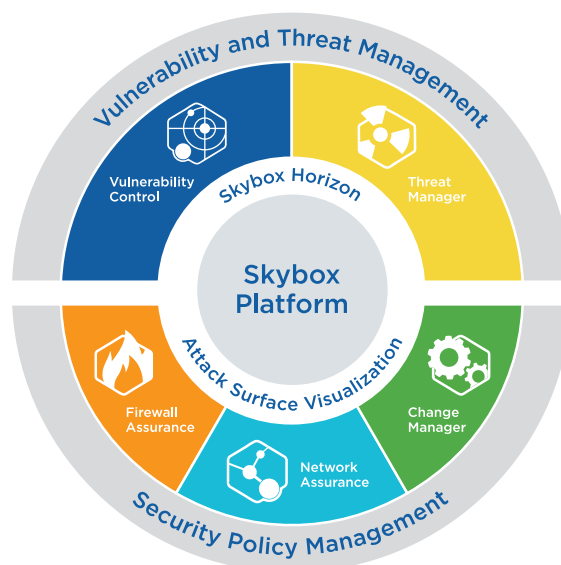 Vulnerability and Threat Management
Vulnerability
Control
Threat
Manager
Skybox Horizon
Skybox
Platform
Attack Surface Visualization
Firewall
Assurance
Network
Assurance
Change
Manager
Security Policy Management